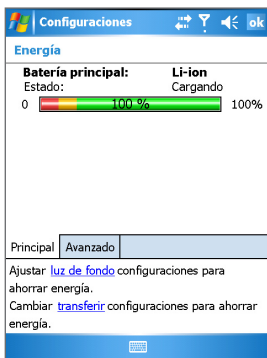 Configuraciones
ok
Energía
Batería principal: Li-ion
Estado: Cargando
0 100 % 100%
Principal Avanzado
Ajustar luz de fondo configuraciones para
ahorrar energía.
Cambiar transferir configuraciones para ahorrar
energía.